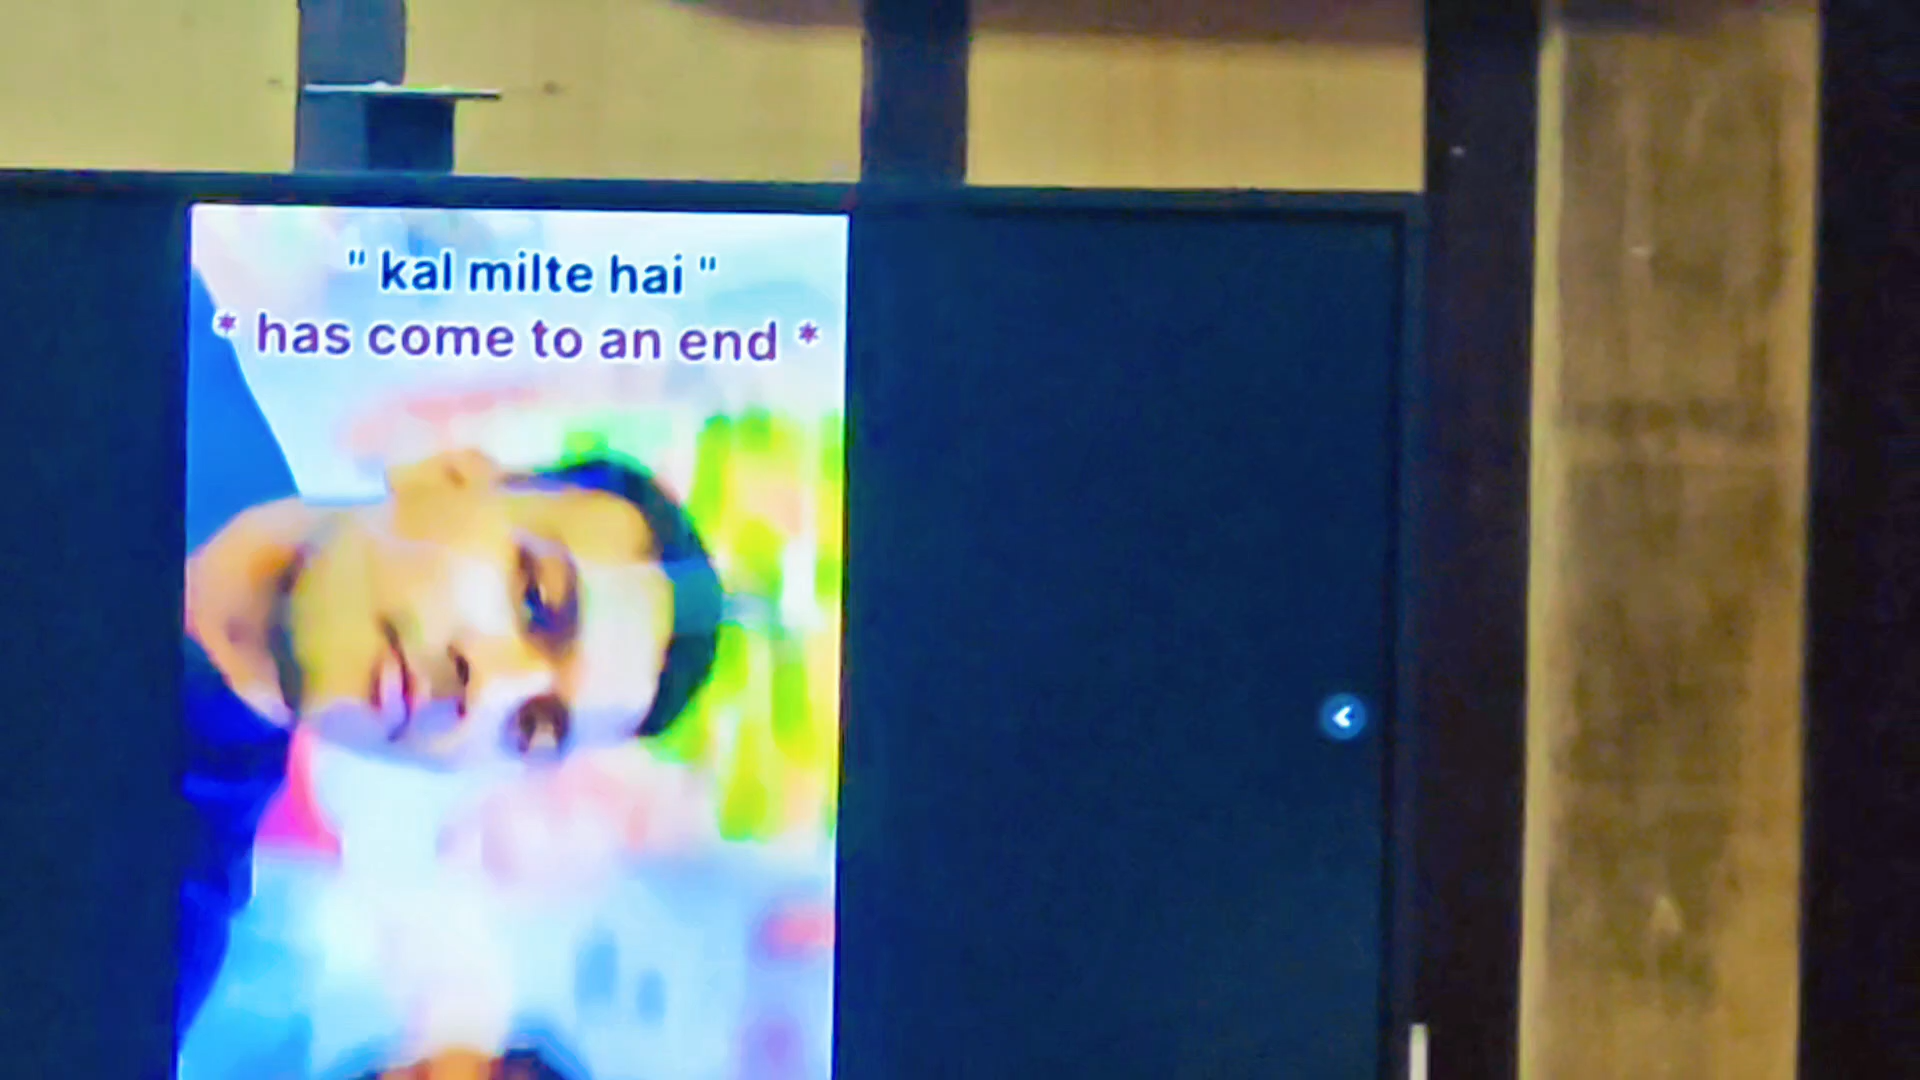 " kal milte hai "
* has come to an end *